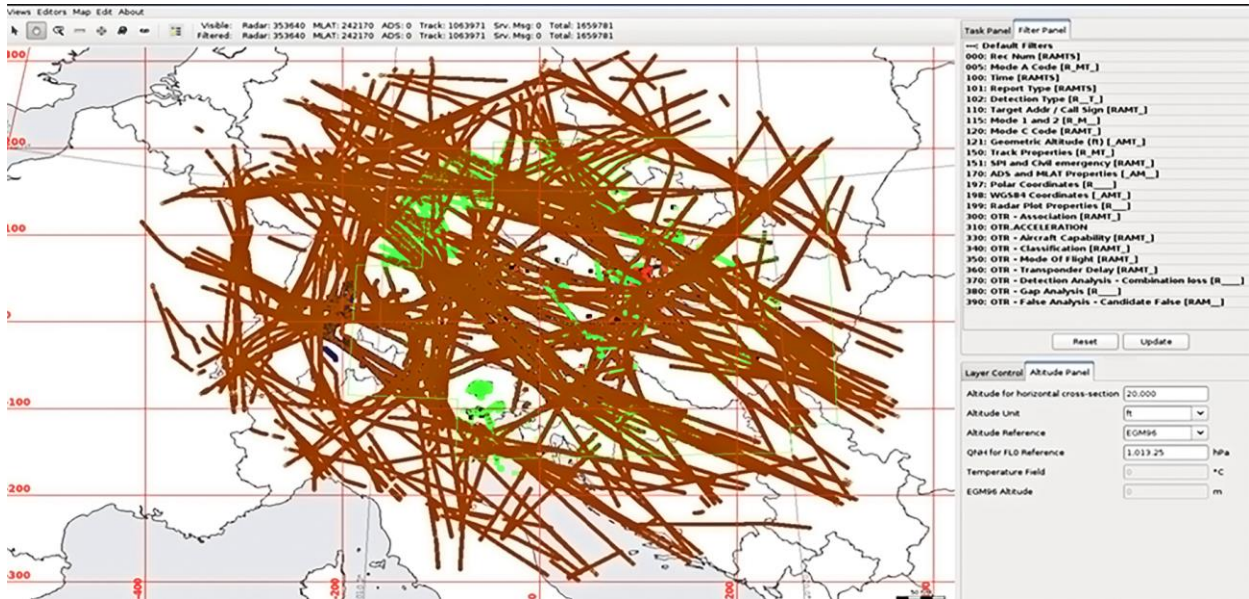 Views Editors Map Edit About
Visible: Radar: 353640 MLAT: 242170 ADS: 0 Track: 1063971 Srv. Msg: 0 Total: 1659781
Filtered: Radar: 353640 MLAT: 242170 ADS: 0 Track: 1063971 Srv. Msg: 0 Total: 1659781
Task Panel Filter Panel
---: Default Filters
000: Rec Num [RAMTS]
005: Mode A Code [R_MT_]
100: Time [RAMTS]
101: Report Type [RAMTS]
102: Detection Type [R__T_]
110: Target Addr / Call Sign [RAMT_]
115: Mode 1 and 2 [R_M__]
120: Mode C Code [RAMT_]
121: Geometric Altitude (ft) [_AMT_]
150: Track Properties [R_MT_]
151: SPI and Civil emergency [RAMT_]
170: ADS and MLAT Properties [_AM__]
197: Polar Coordinates [R____]
198: WGS84 Coordinates [_AMT_]
199: Radar Plot Properties [R____]
300: OTR - Association [RAMT_]
310: OTR.ACCELERATION
330: OTR - Aircraft Capability [RAMT_]
340: OTR - Classification [RAMT_]
350: OTR - Mode Of Flight [RAMT_]
360: OTR - Transponder Delay [RAMT_]
370: OTR - Detection Analysis - Combination loss [R____]
380: OTR - Gap Analysis [R____]
390: OTR - False Analysis - Candidate False [RAM__]
Reset Update
Layer Control Altitude Panel
Altitude for horizontal cross-section 20.000
Altitude Unit ft
Altitude Reference EGM96
QNH for FL0 Reference 1.013.25 hPa
Temperature Field 0 °C
EGM96 Altitude 0 m
300
200
100
0
-100
-200
-300
-400 -200 0 200